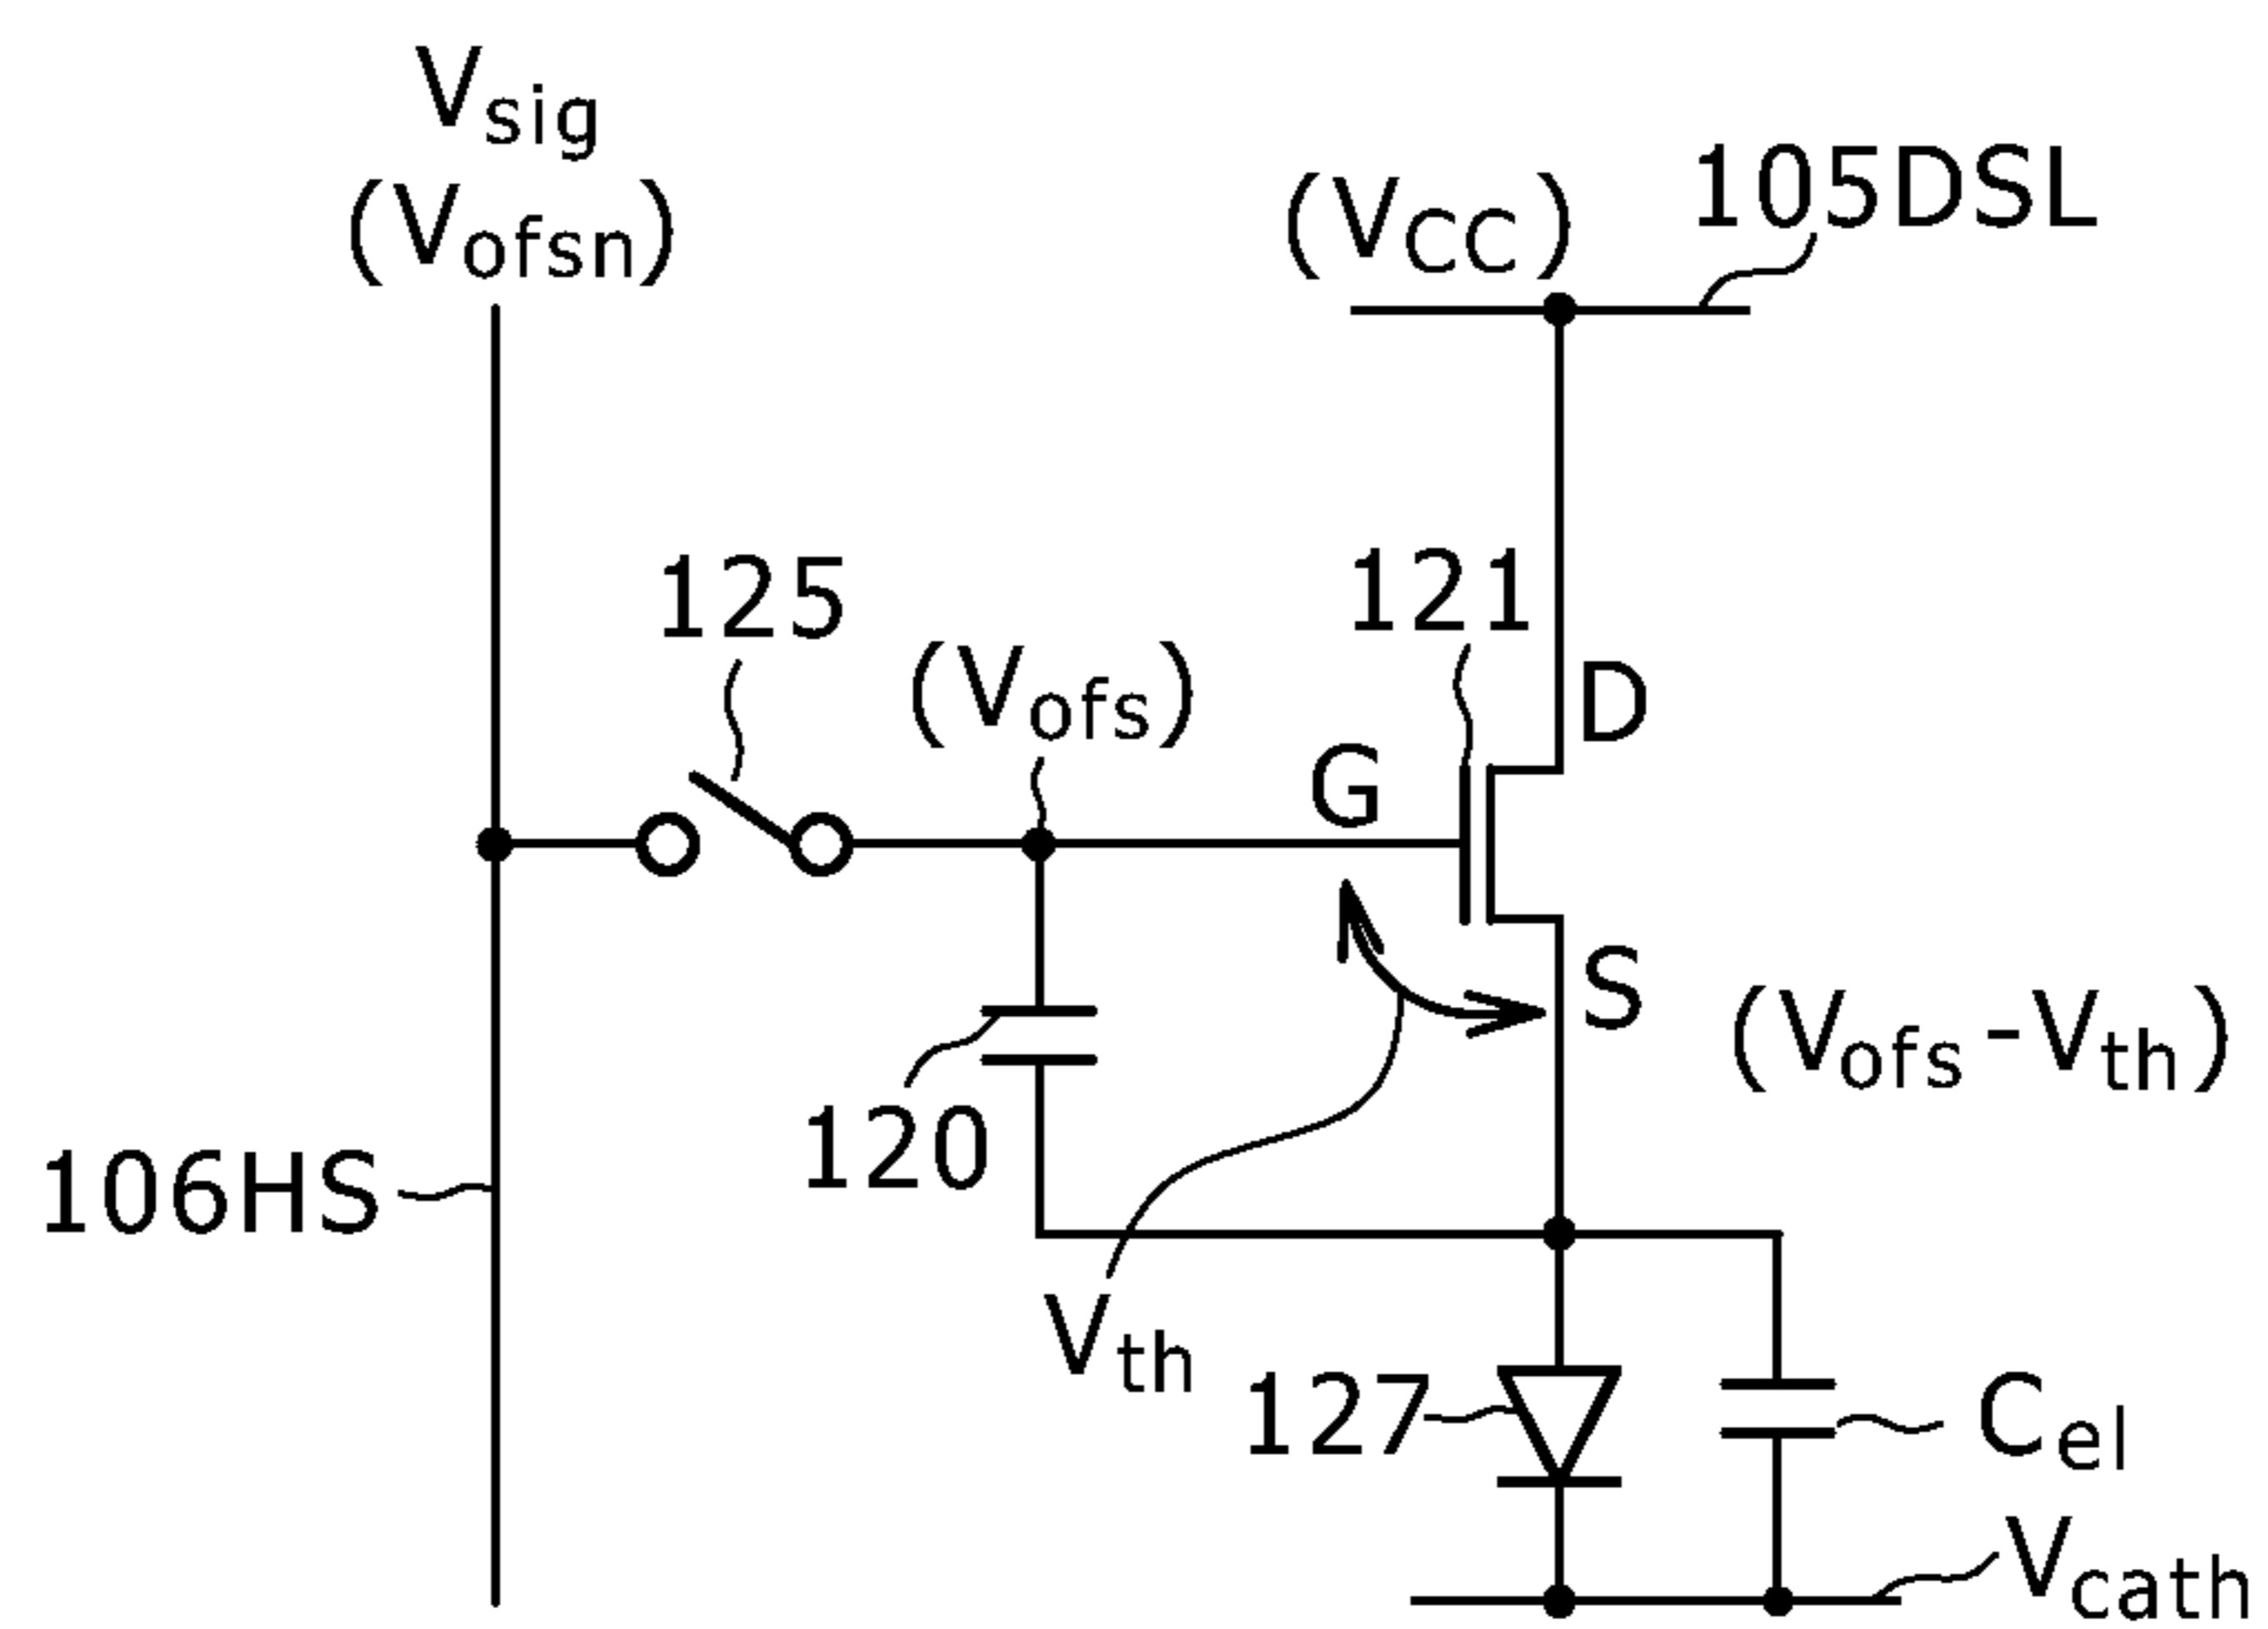 Vsig
(Vofsn)
(VCC)
105DSL
125
(Vofs)
121
D
G
S
(Vofs-Vth)
120
106HS
Vth
127
Cel
Vcath